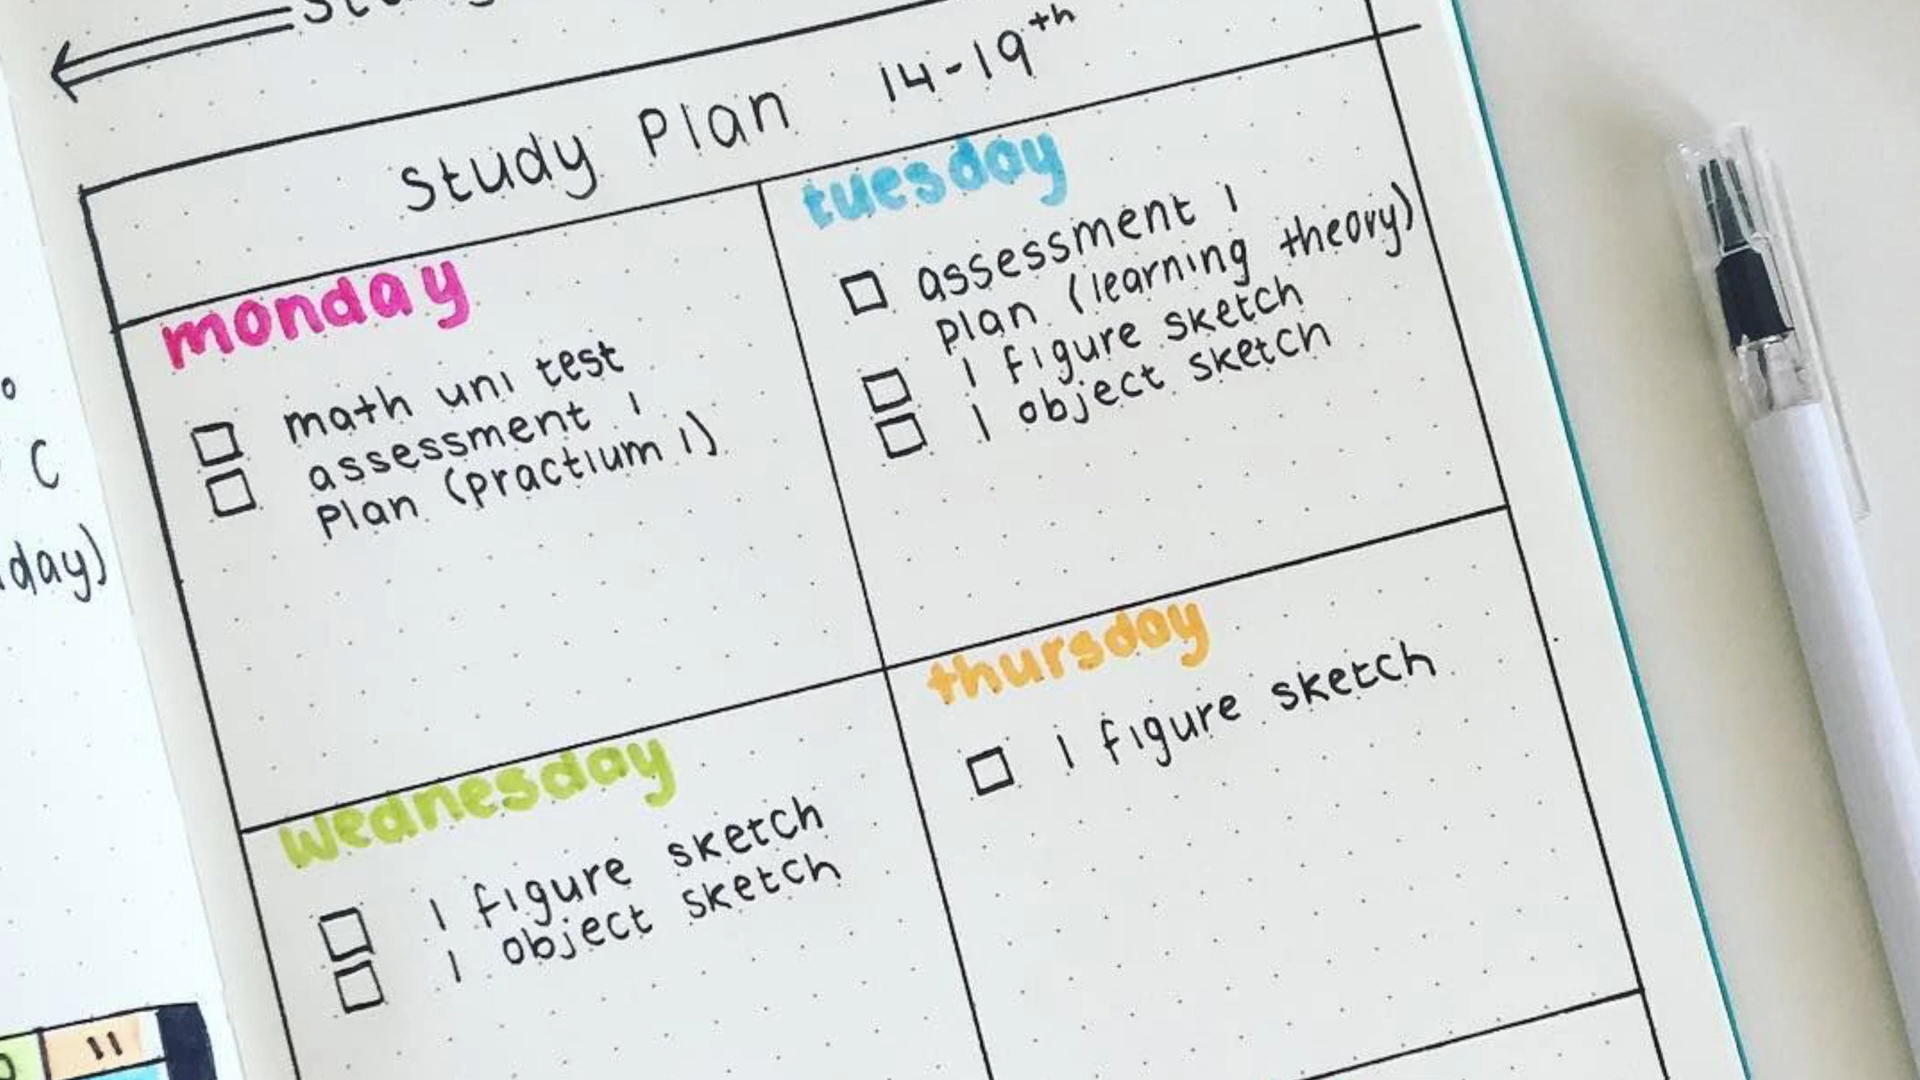 Study Plan 14-19th
monday
math uni test
assessment 1
Plan (practium 1)
tuesday
assessment 1
plan (learning theory)
1 figure sketch
1 object sketch
wednesday
1 figure sketch
1 object sketch
thursday
1 figure sketch
C
day)
11